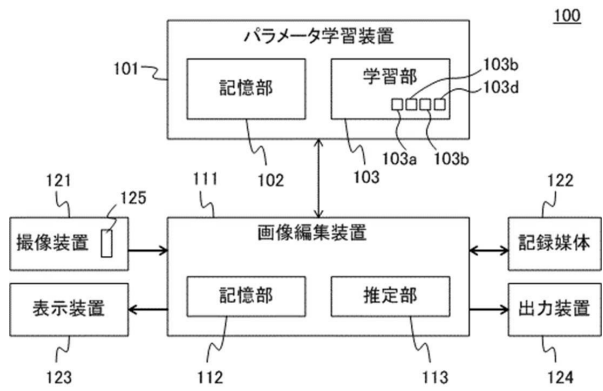 100
パラメータ学習装置
101
記憶部
学習部
103b
103d
102
103
103a
103b
121
125
111
122
撮像装置
画像編集装置
記録媒体
表示装置
記憶部
推定部
出力装置
123
112
113
124